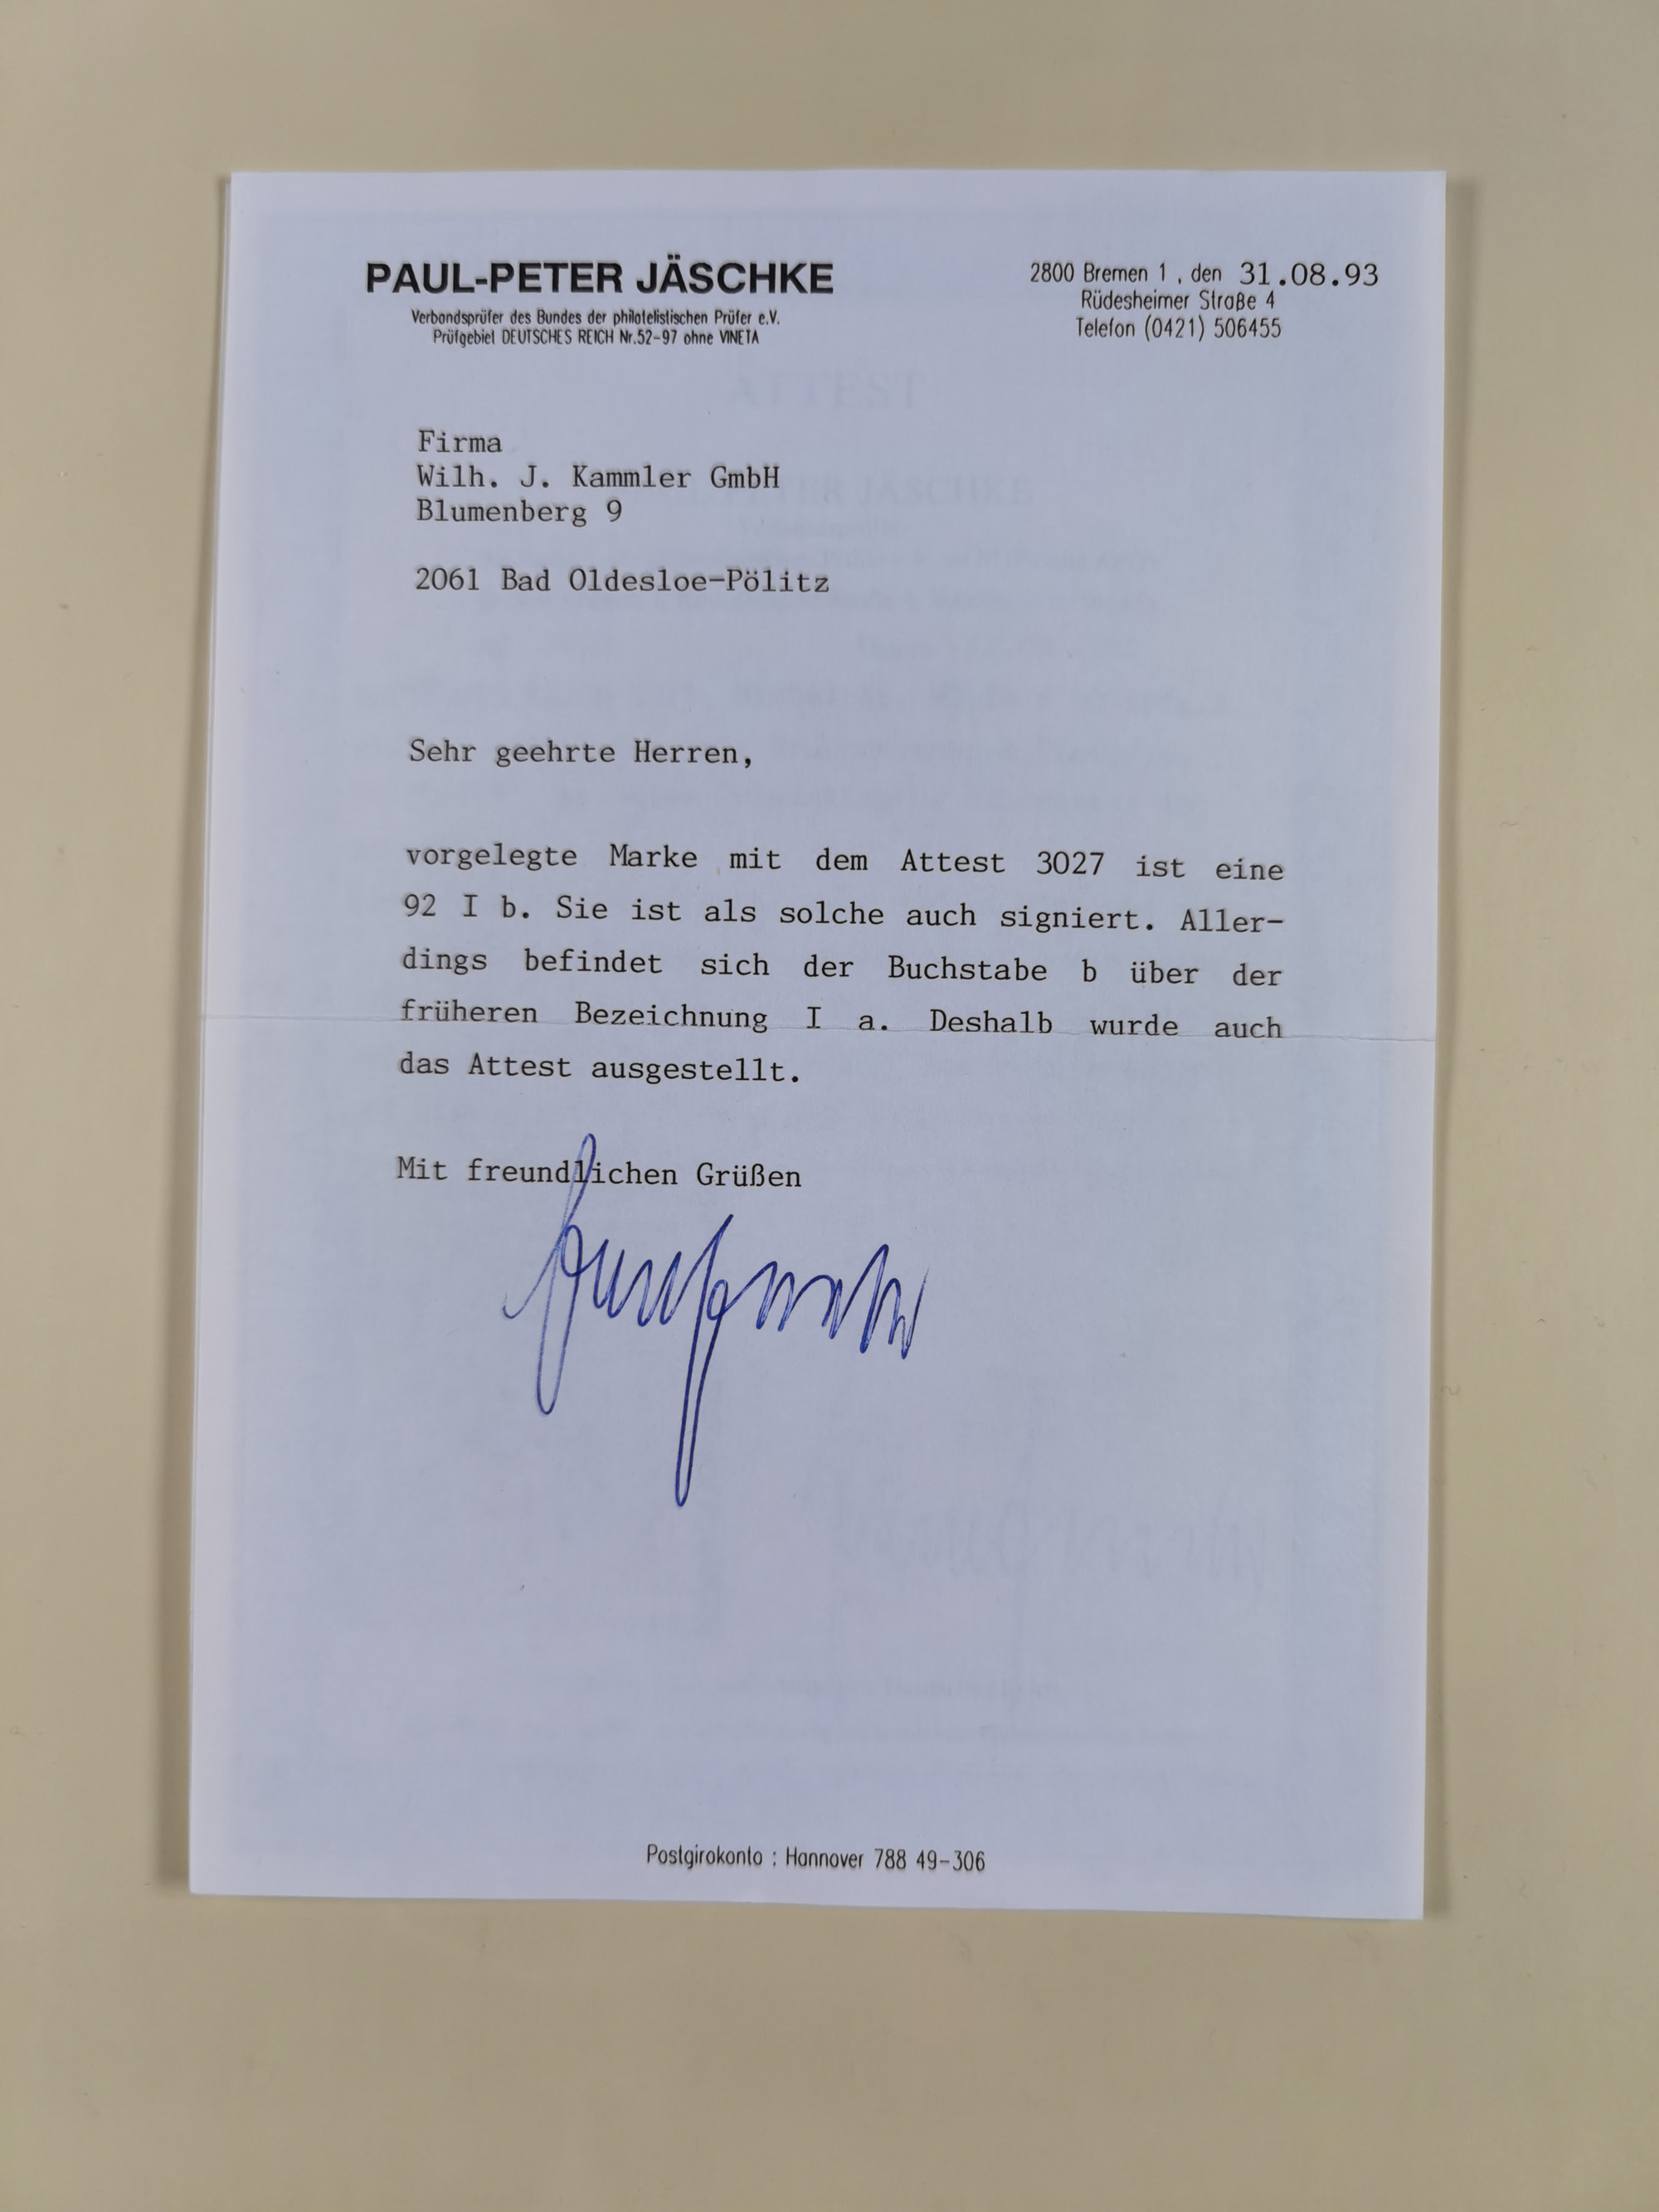 PAUL-PETER JÄSCHKE
Verbandsprüfer des Bundes der philatelistischen Prüfer e.V.
Prüfgebiet DEUTSCHES REICH Nr.52-97 ohne VINETA
2800 Bremen 1 , den 31.08.93
Rüdesheimer Straße 4
Telefon (0421) 506455
ATTEST
Firma
Wilh. J. Kammler GmbH
Blumenberg 9
2061 Bad Oldesloe-Pölitz
Sehr geehrte Herren,
vorgelegte Marke mit dem Attest 3027 ist eine
92 I b. Sie ist als solche auch signiert. Aller-
dings befindet sich der Buchstabe b über der
früheren Bezeichnung I a. Deshalb wurde auch
das Attest ausgestellt.
Mit freundlichen Grüßen
Postgirokonto : Hannover 788 49-306